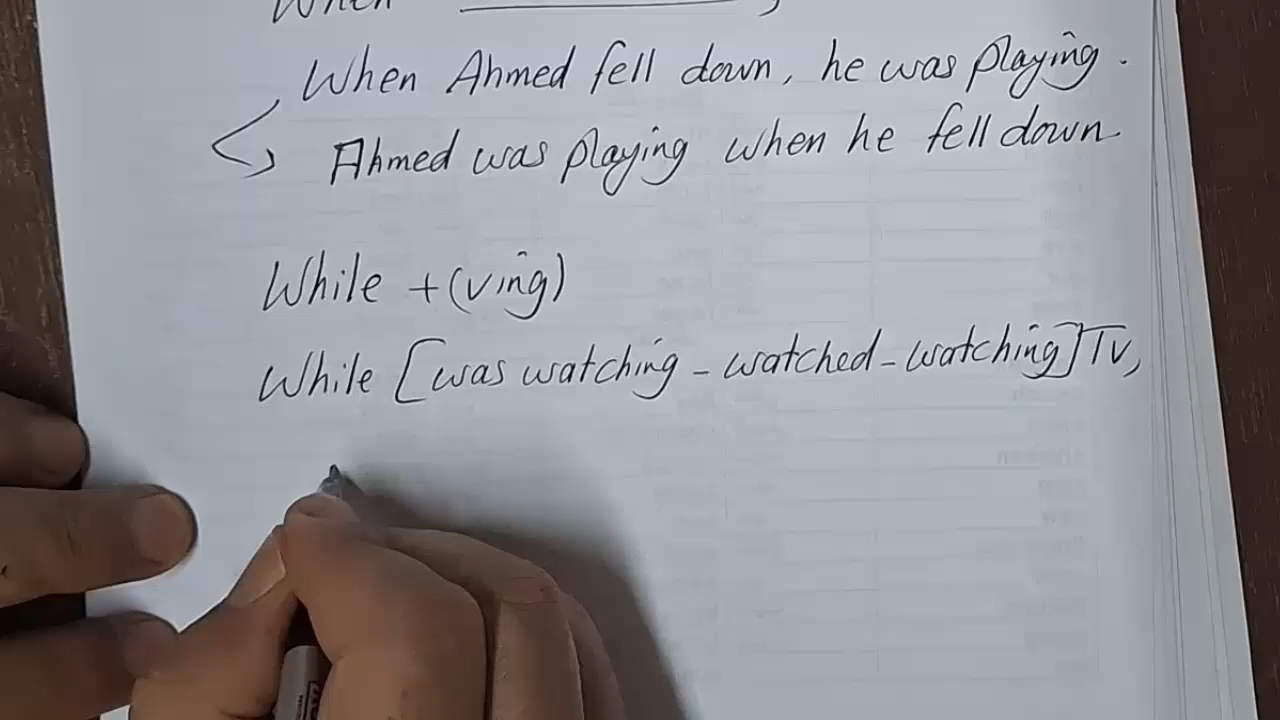 When ,
When Ahmed fell down, he was playing.
Ahmed was playing when he fell down
While + (ving)
While [was watching - watched - watching] Tv,